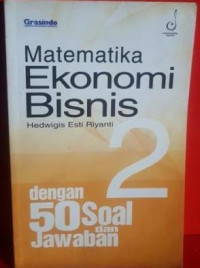 Grasindo
Matematika
Ekonomi
Bisnis
Hedwigis Esti Riyanti
2
dengan
50 Soal
dan
Jawaban